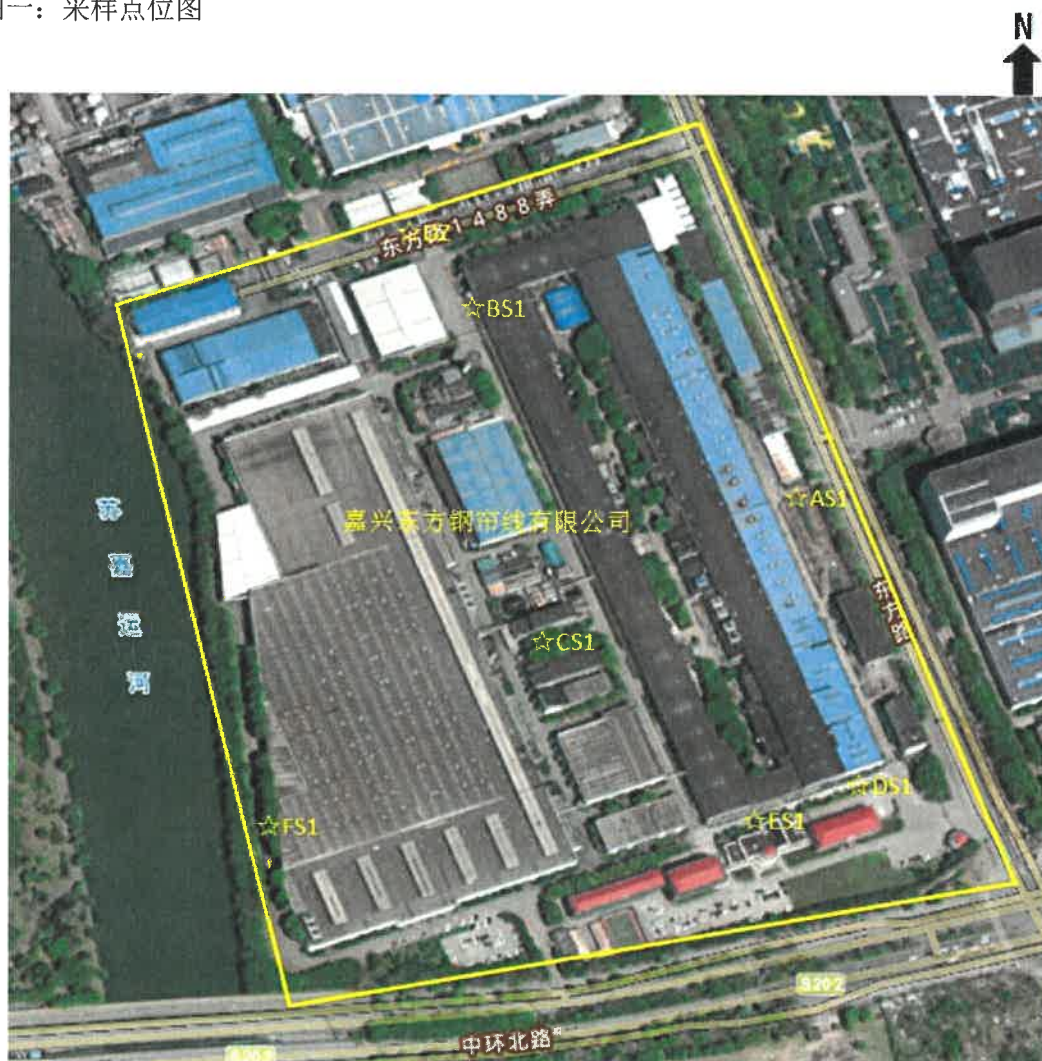 图一：采样点位图
N
东方路1488弄
☆BS1
☆AS1
嘉兴东方钢帘线有限公司
苏嘉运河
东方路
☆CS1
☆DS1
☆ES1
☆FS1
S202
中环北路